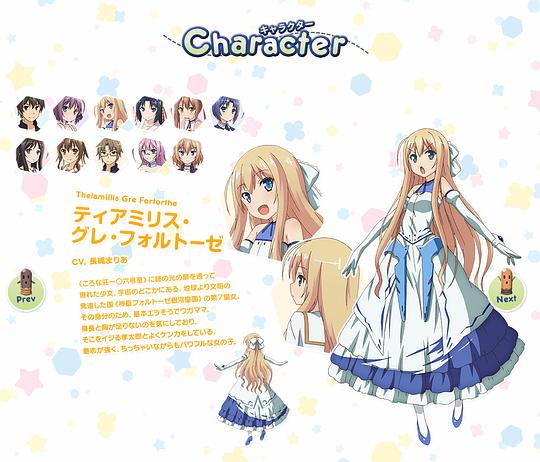 キャラクター
Character
Theiamillis Gre Fortorthe
ティアミリス・
グレ・フォルトーゼ
CV. 長縄まりあ
《ころな荘一〇六号室》に謎の光の扉を通って
現れた少女。宇宙のどこかにある、地球より文明の
発達した国《神聖フォルトーゼ銀河皇国》の第7皇女。
その身分のため、基本エラそうでワガママ。
身長と胸が足りないのを気にしており、
そこをイジる孝太郎とよくケンカをしている。
意志が強く、ちっちゃいながらもパワフルな女の子。
Prev
Next